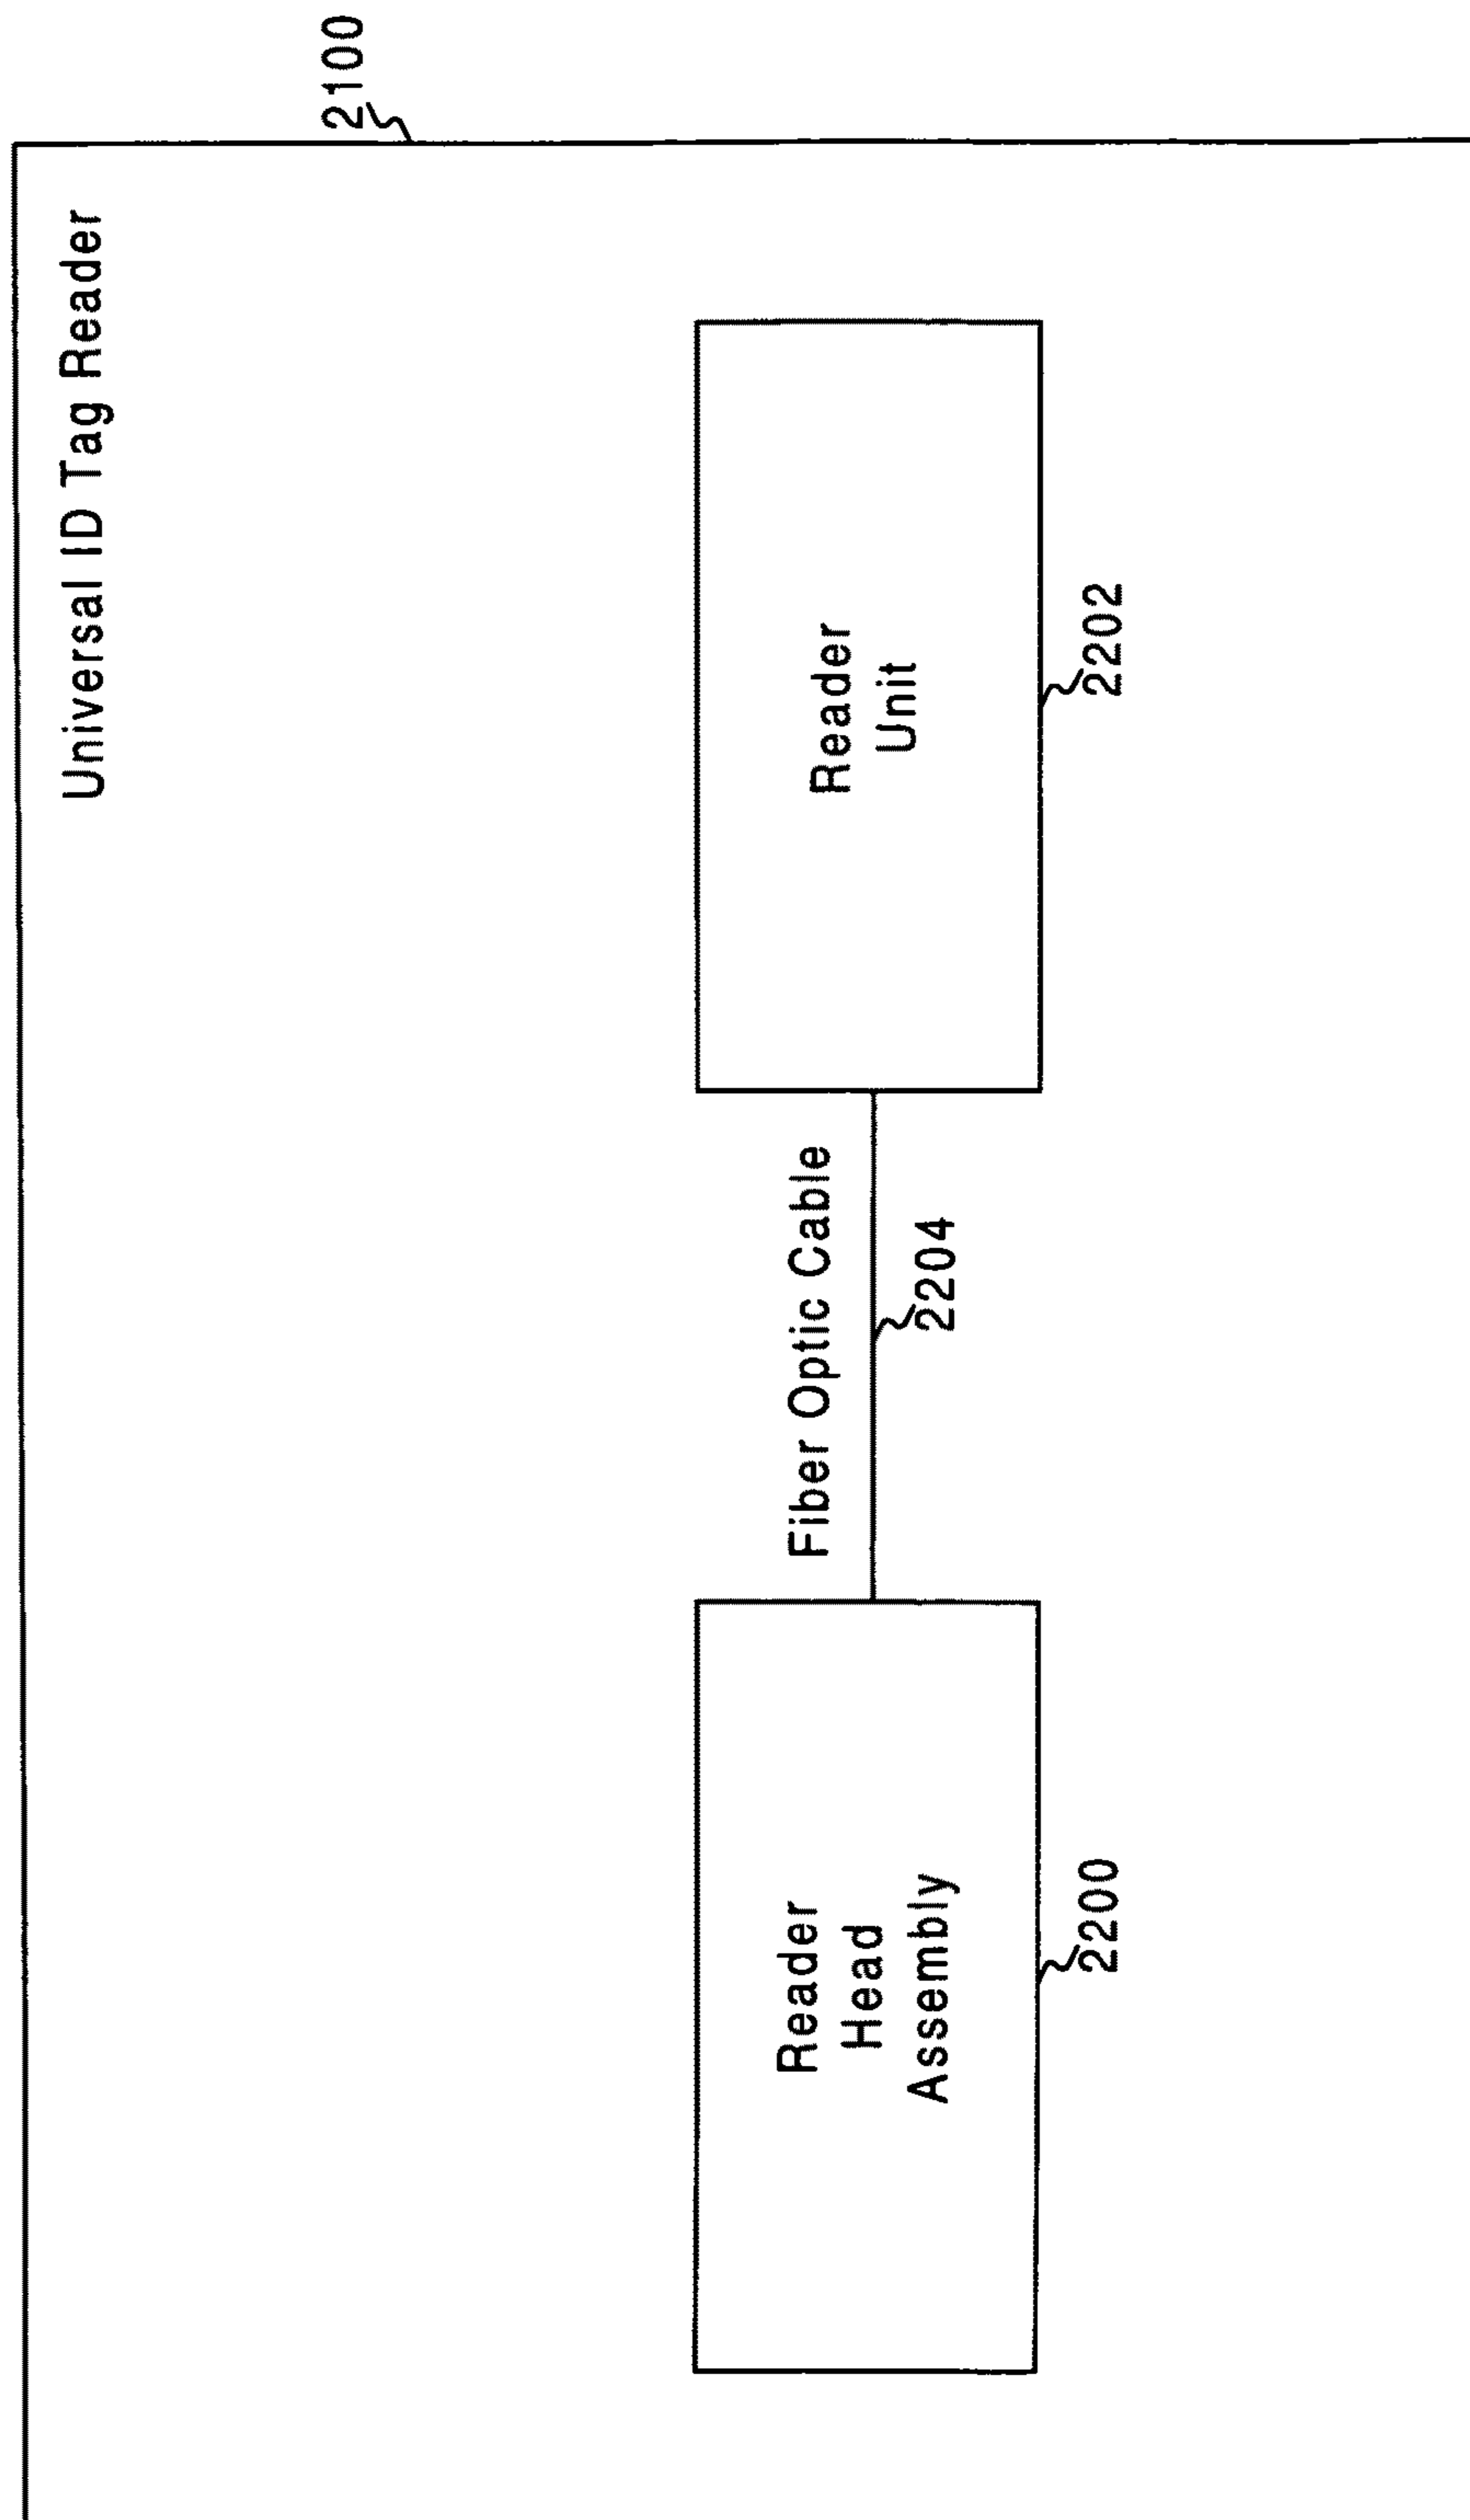 Universal ID Tag Reader
2100
Reader
Head
Assembly
2200
Fiber Optic Cable
2204
Reader
Unit
2202